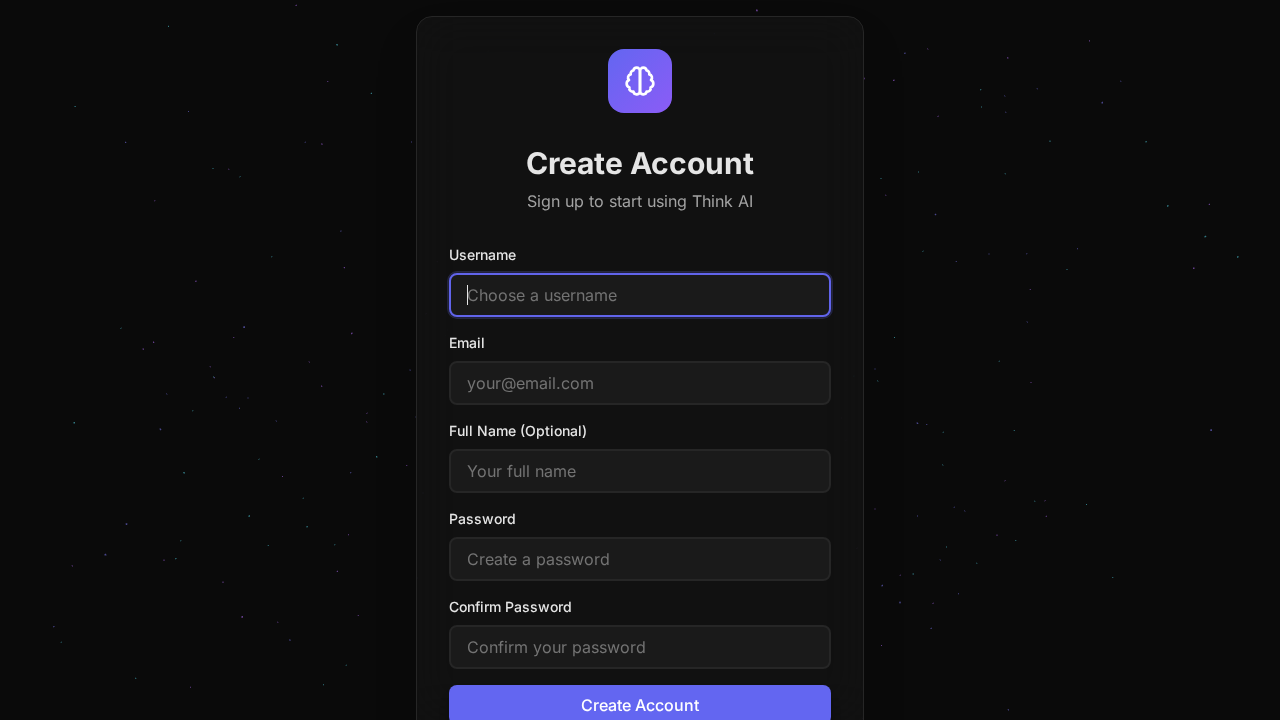 Create Account
Sign up to start using Think AI
Username
Choose a username
Email
your@email.com
Full Name (Optional)
Your full name
Password
Create a password
Confirm Password
Confirm your password
Create Account